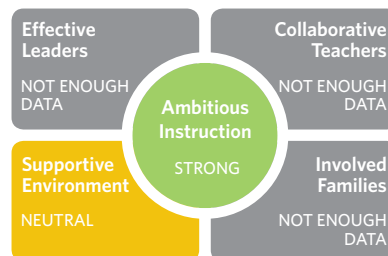 Effective
Leaders
NOT ENOUGH
DATA
Collaborative
Teachers
NOT ENOUGH
DATA
Ambitious
Instruction
STRONG
Supportive
Environment
NEUTRAL
Involved
Families
NOT ENOUGH
DATA